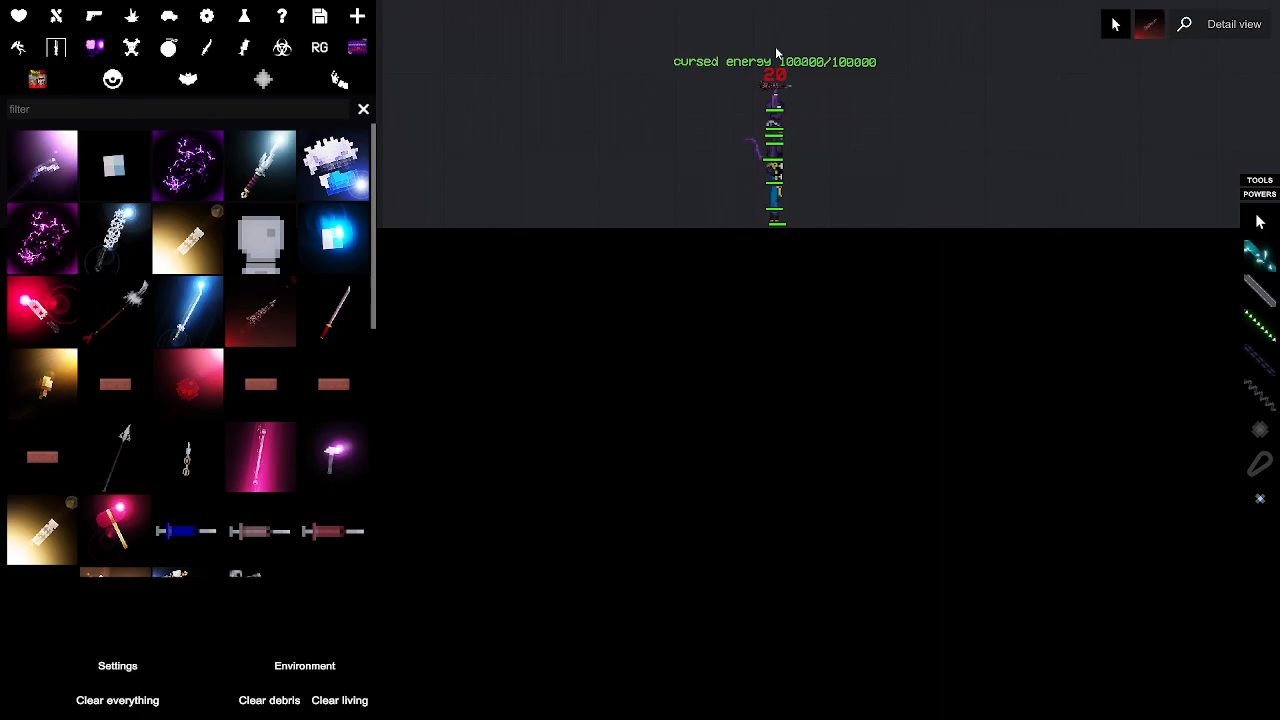 RG
filter
Detail view
cursed energy 100000/100000
20
TOOLS
POWERS
Settings
Environment
Clear everything
Clear debris
Clear living